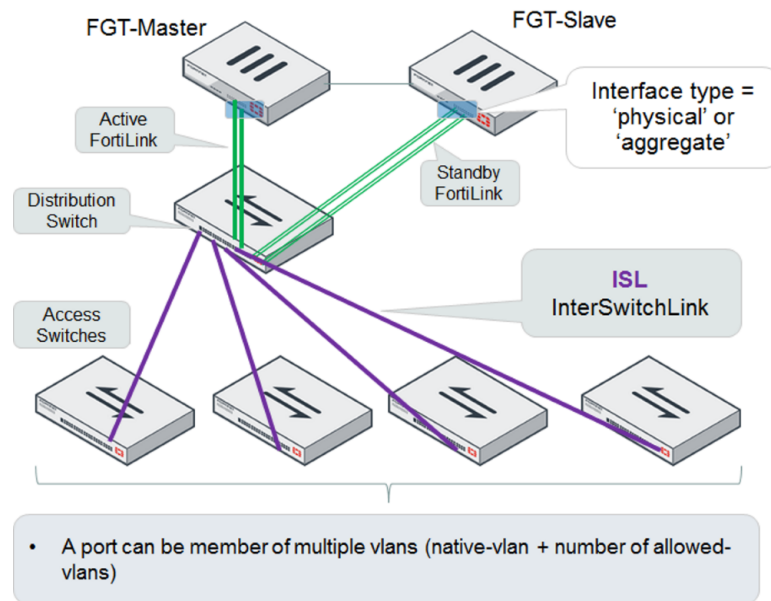 FGT-Master
FGT-Slave
Interface type =
‘physical’ or
‘aggregate’
Active
FortiLink
Standby
FortiLink
Distribution
Switch
ISL
InterSwitchLink
Access
Switches
• A port can be member of multiple vlans (native-vlan + number of allowed-
vlans)